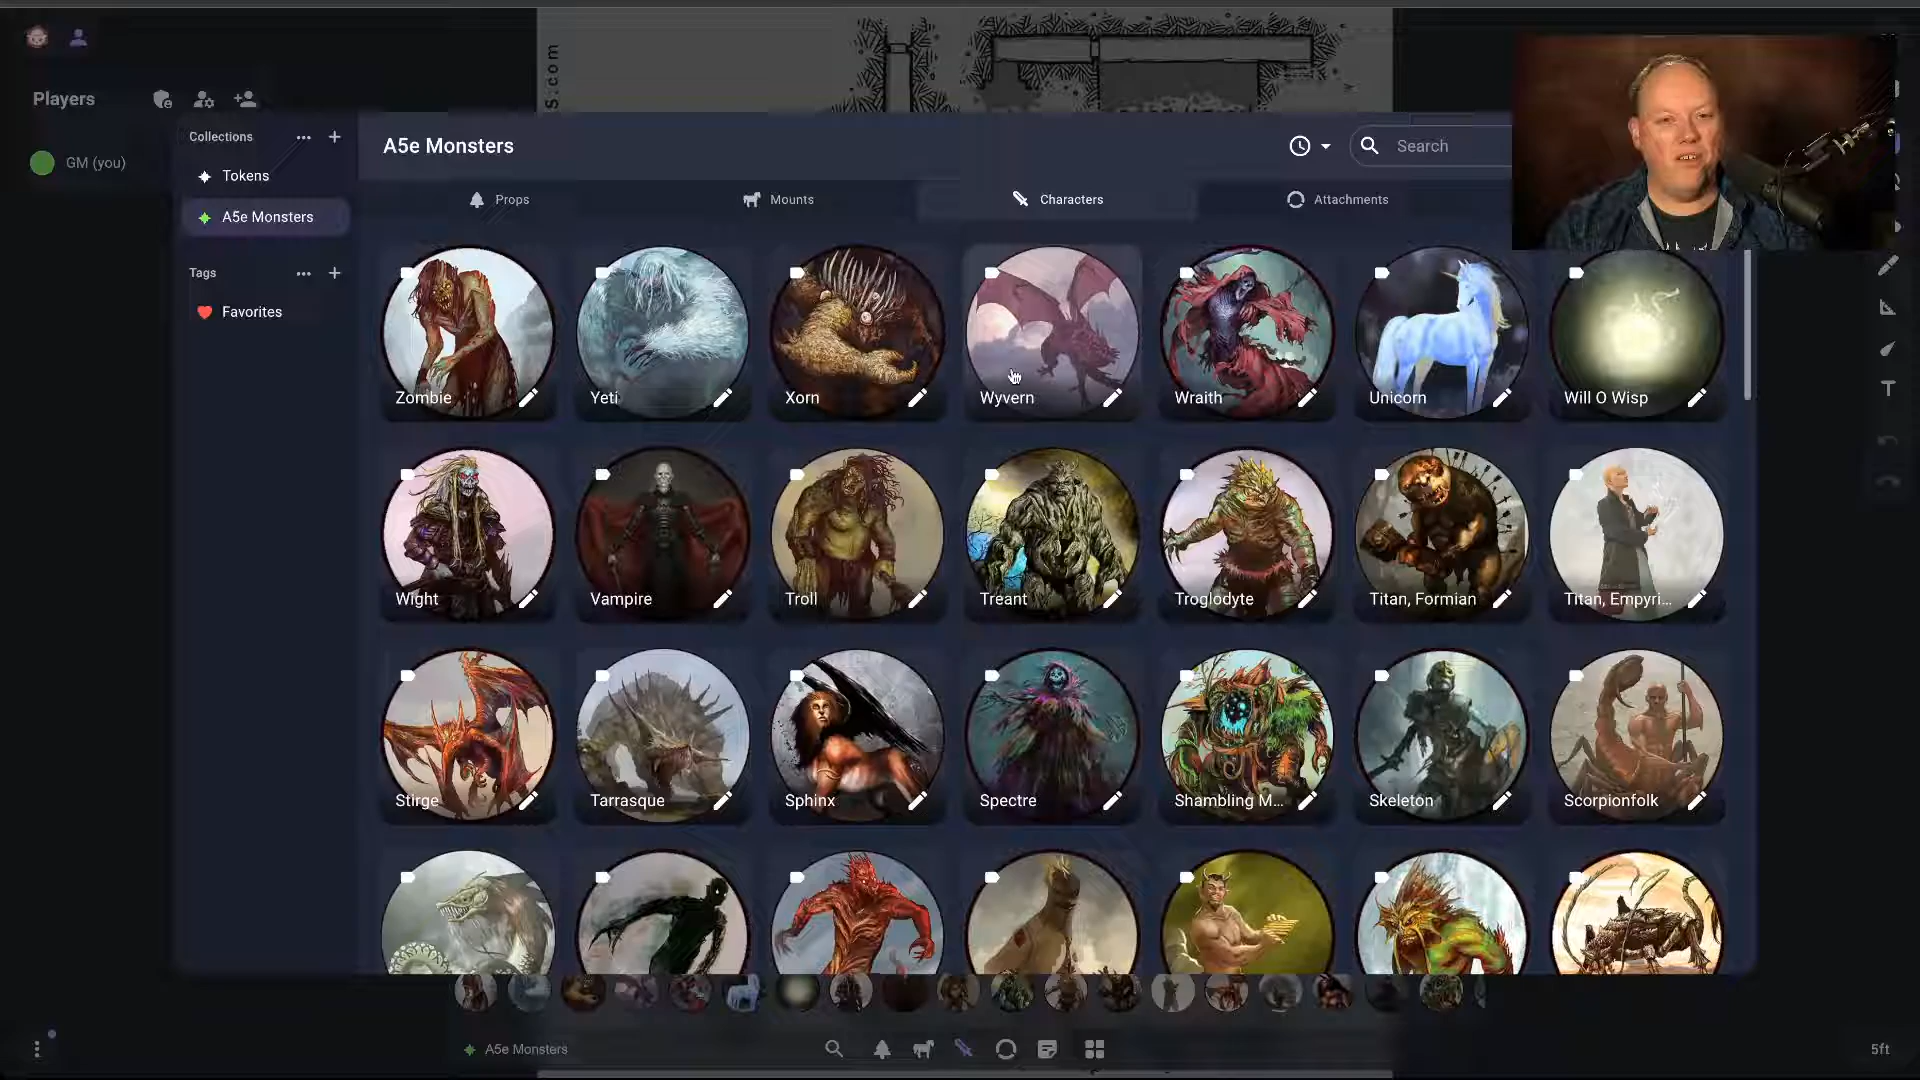 S:com
Players
GM (you)
Collections
Tokens
A5e Monsters
Tags
Favorites
A5e Monsters
Search
Props
Mounts
Characters
Attachments
Zombie
Yeti
Xorn
Wyvern
Wraith
Unicorn
Will O Wisp
Wight
Vampire
Troll
Treant
Troglodyte
Titan, Formian
Titan, Empyri...
Stirge
Tarrasque
Sphinx
Spectre
Shambling M...
Skeleton
Scorpionfolk
A5e Monsters
T
5ft